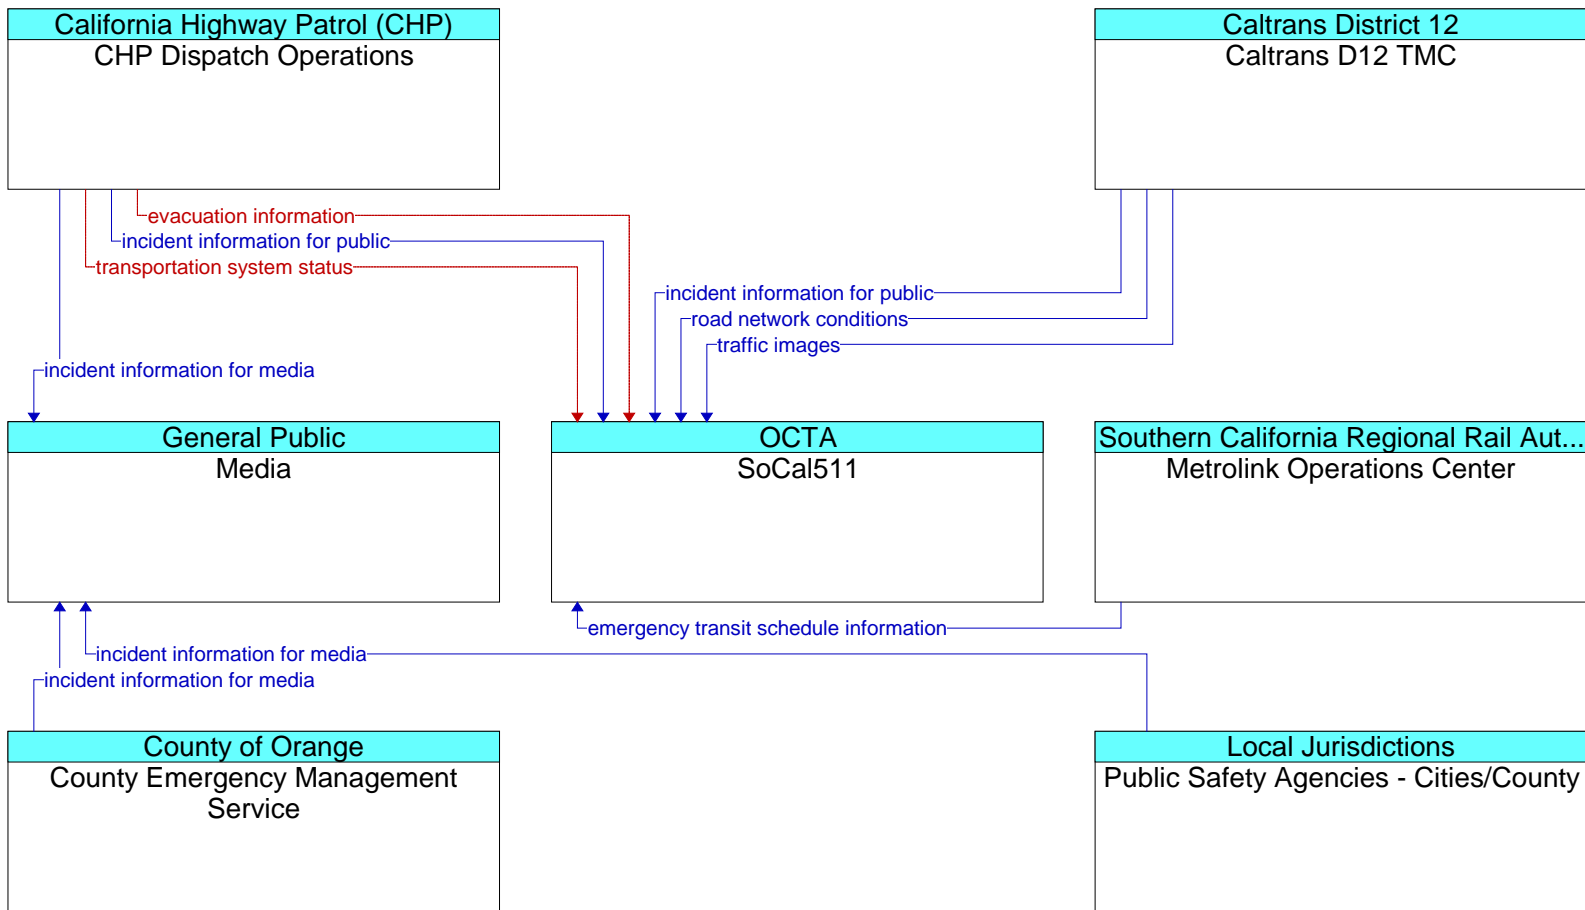 California Highway Patrol (CHP)
CHP Dispatch Operations
Caltrans District 12
Caltrans D12 TMC
evacuation information
incident information for public
transportation system status
incident information for public
road network conditions
traffic images
incident information for media
General Public
Media
OCTA
SoCal511
Southern California Regional Rail Aut...
Metrolink Operations Center
emergency transit schedule information
incident information for media
incident information for media
County of Orange
County Emergency Management
Service
Local Jurisdictions
Public Safety Agencies - Cities/County